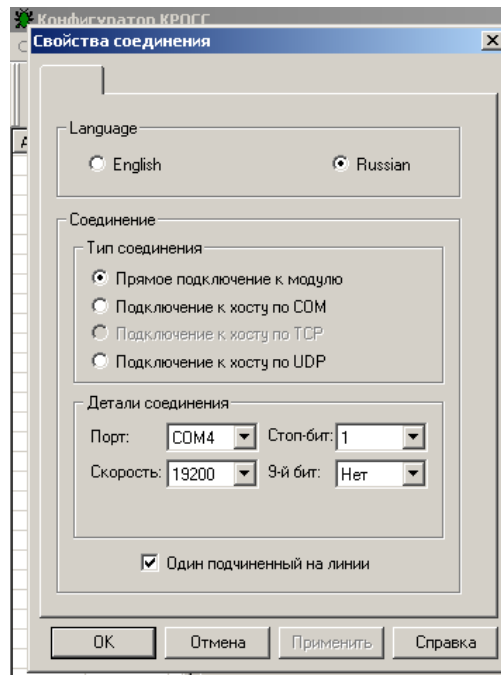 Конфигуратор КРОСС
Свойства соединения
Language
English
Russian
Соединение
Тип соединения
Прямое подключение к модулю
Подключение к хосту по COM
Подключение к хосту по TCP
Подключение к хосту по UDP
Детали соединения
Порт: COM4 Стоп-бит: 1
Скорость: 19200 9-й бит: Нет
Один подчиненный на линии
OK Отмена Применить Справка